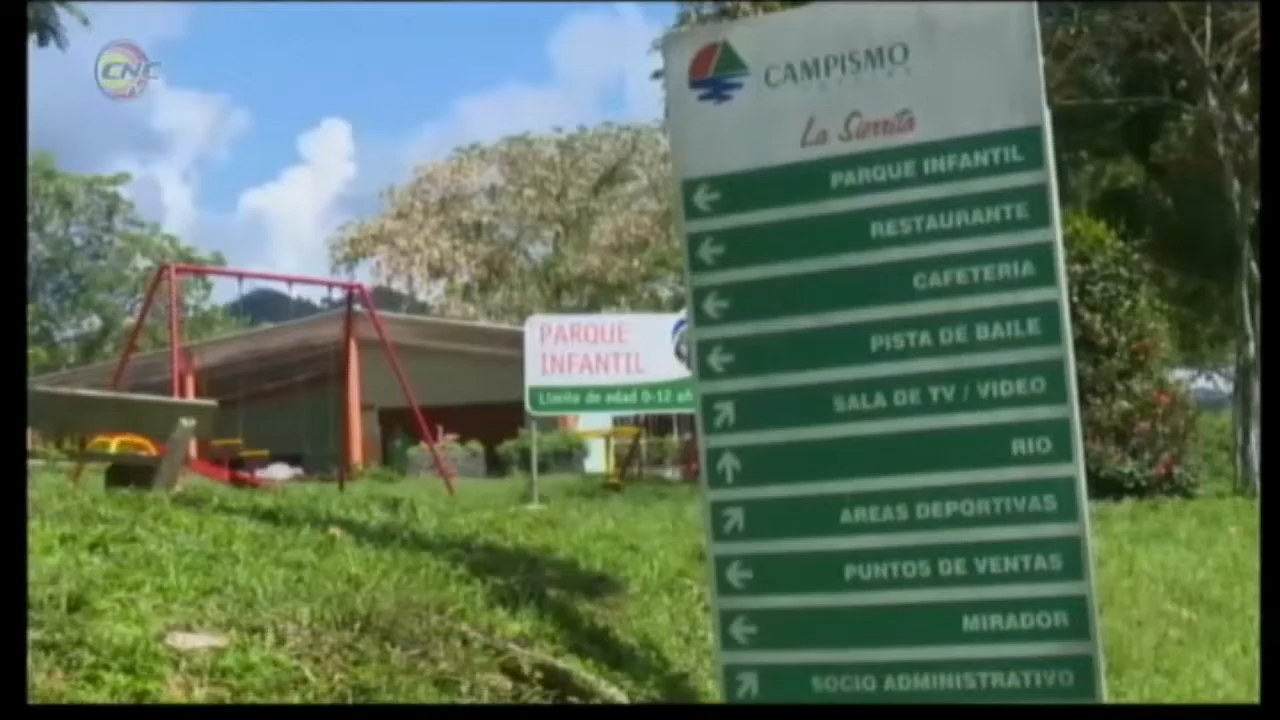 CNC
CAMPISMO
La Sierrita
PARQUE INFANTIL
RESTAURANTE
CAFETERIA
PISTA DE BAILE
SALA DE TV / VIDEO
RIO
AREAS DEPORTIVAS
PUNTOS DE VENTAS
MIRADOR
SOCIO ADMINISTRATIVO
PARQUE
INFANTIL
Límite de edad 0-12 añ